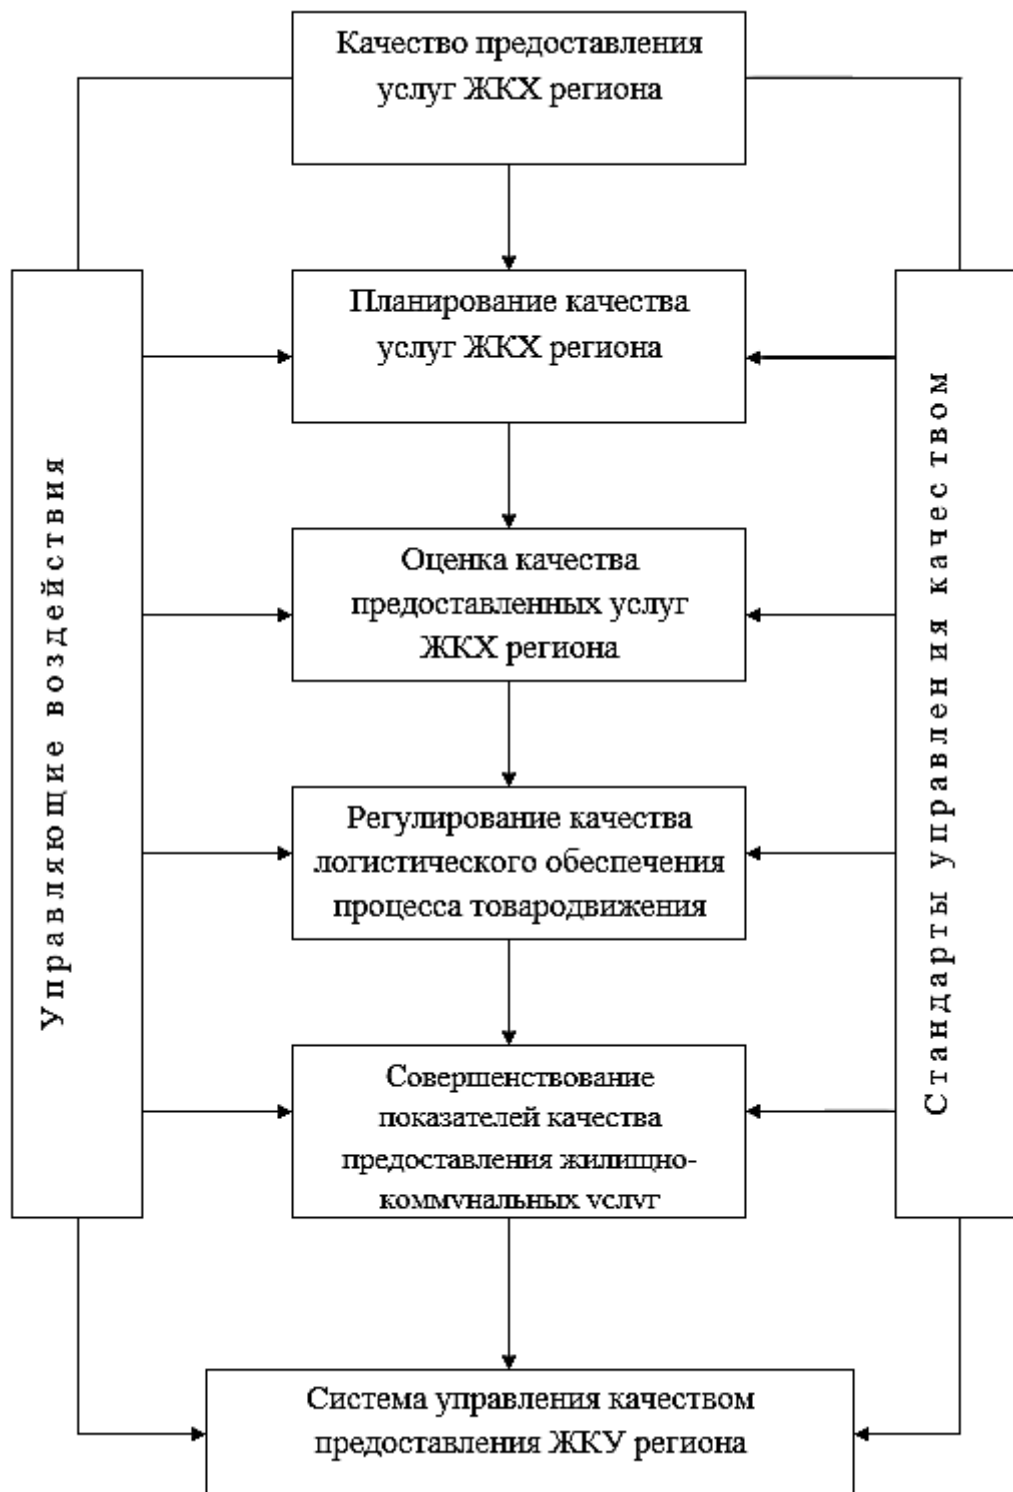 Качество предоставления
услуг ЖКХ региона
Планирование качества
услуг ЖКХ региона
Оценка качества
предоставленных услуг
ЖКХ региона
Регулирование качества
логистического обеспечения
процесса товародвижения
Совершенствование
показателей качества
предоставления жилищно-
коммунальных услуг
Система управления качеством
предоставления ЖКУ региона
Управляющие воздействия
Стандарты управления качеством